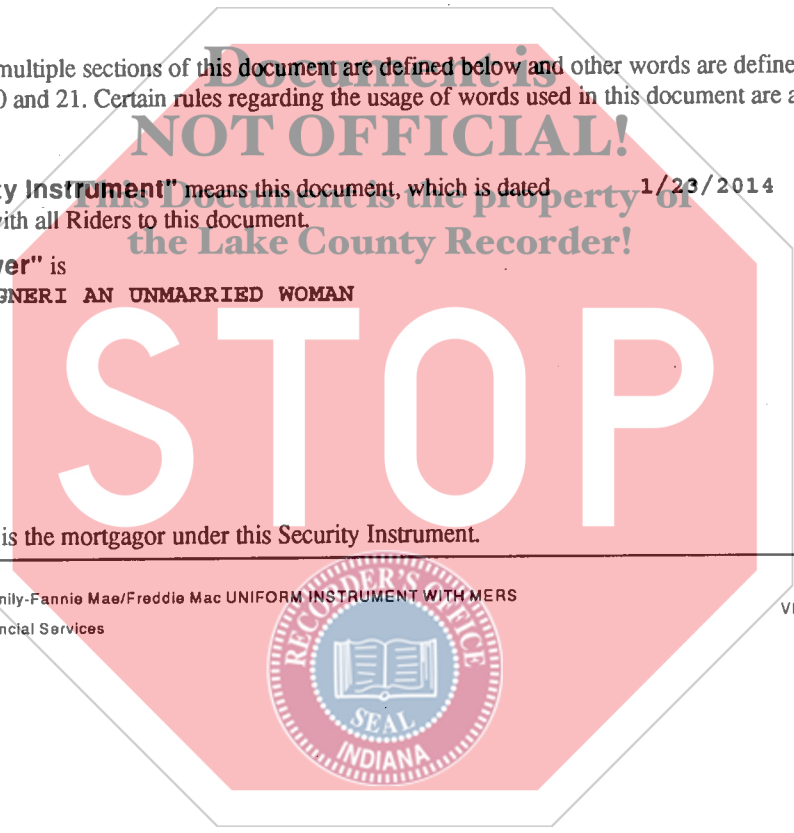 Document is
multiple sections of this document are defined below and other words are define
0 and 21. Certain rules regarding the usage of words used in this document are a
NOT OFFICIAL!
ty Instrument" means this document, which is dated 1/23/2014
This Document is the property of
with all Riders to this document.
the Lake County Recorder!
ver" is
GNERI AN UNMARRIED WOMAN
STOP
is the mortgagor under this Security Instrument.
mily-Fannie Mae/Freddie Mac UNIFORM INSTRUMENT WITH MERS
ncial Services
RECORDER'S OFFICE
SEAL
INDIANA